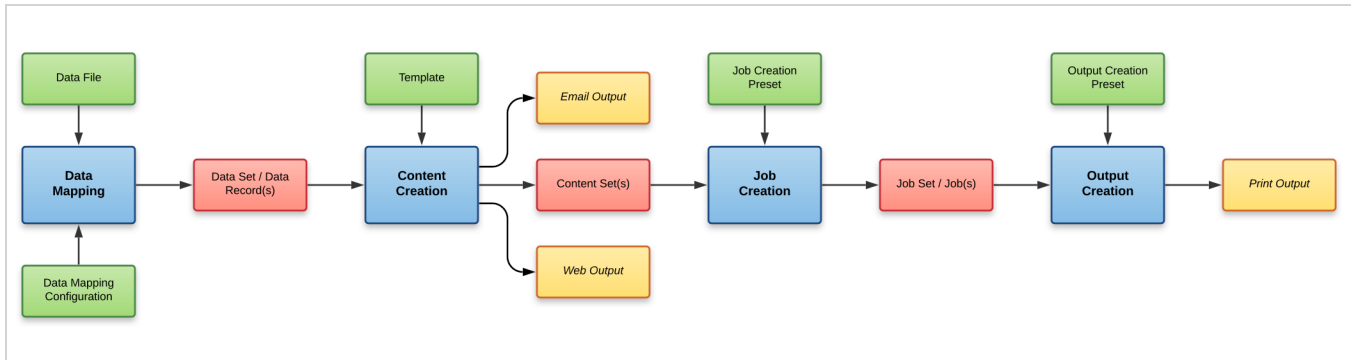 Data File
Template
Email Output
Job Creation
Preset
Output Creation
Preset
Data
Mapping
Data Set / Data
Record(s)
Content
Creation
Content Set(s)
Job
Creation
Job Set / Job(s)
Output
Creation
Print Output
Data Mapping
Configuration
Web Output